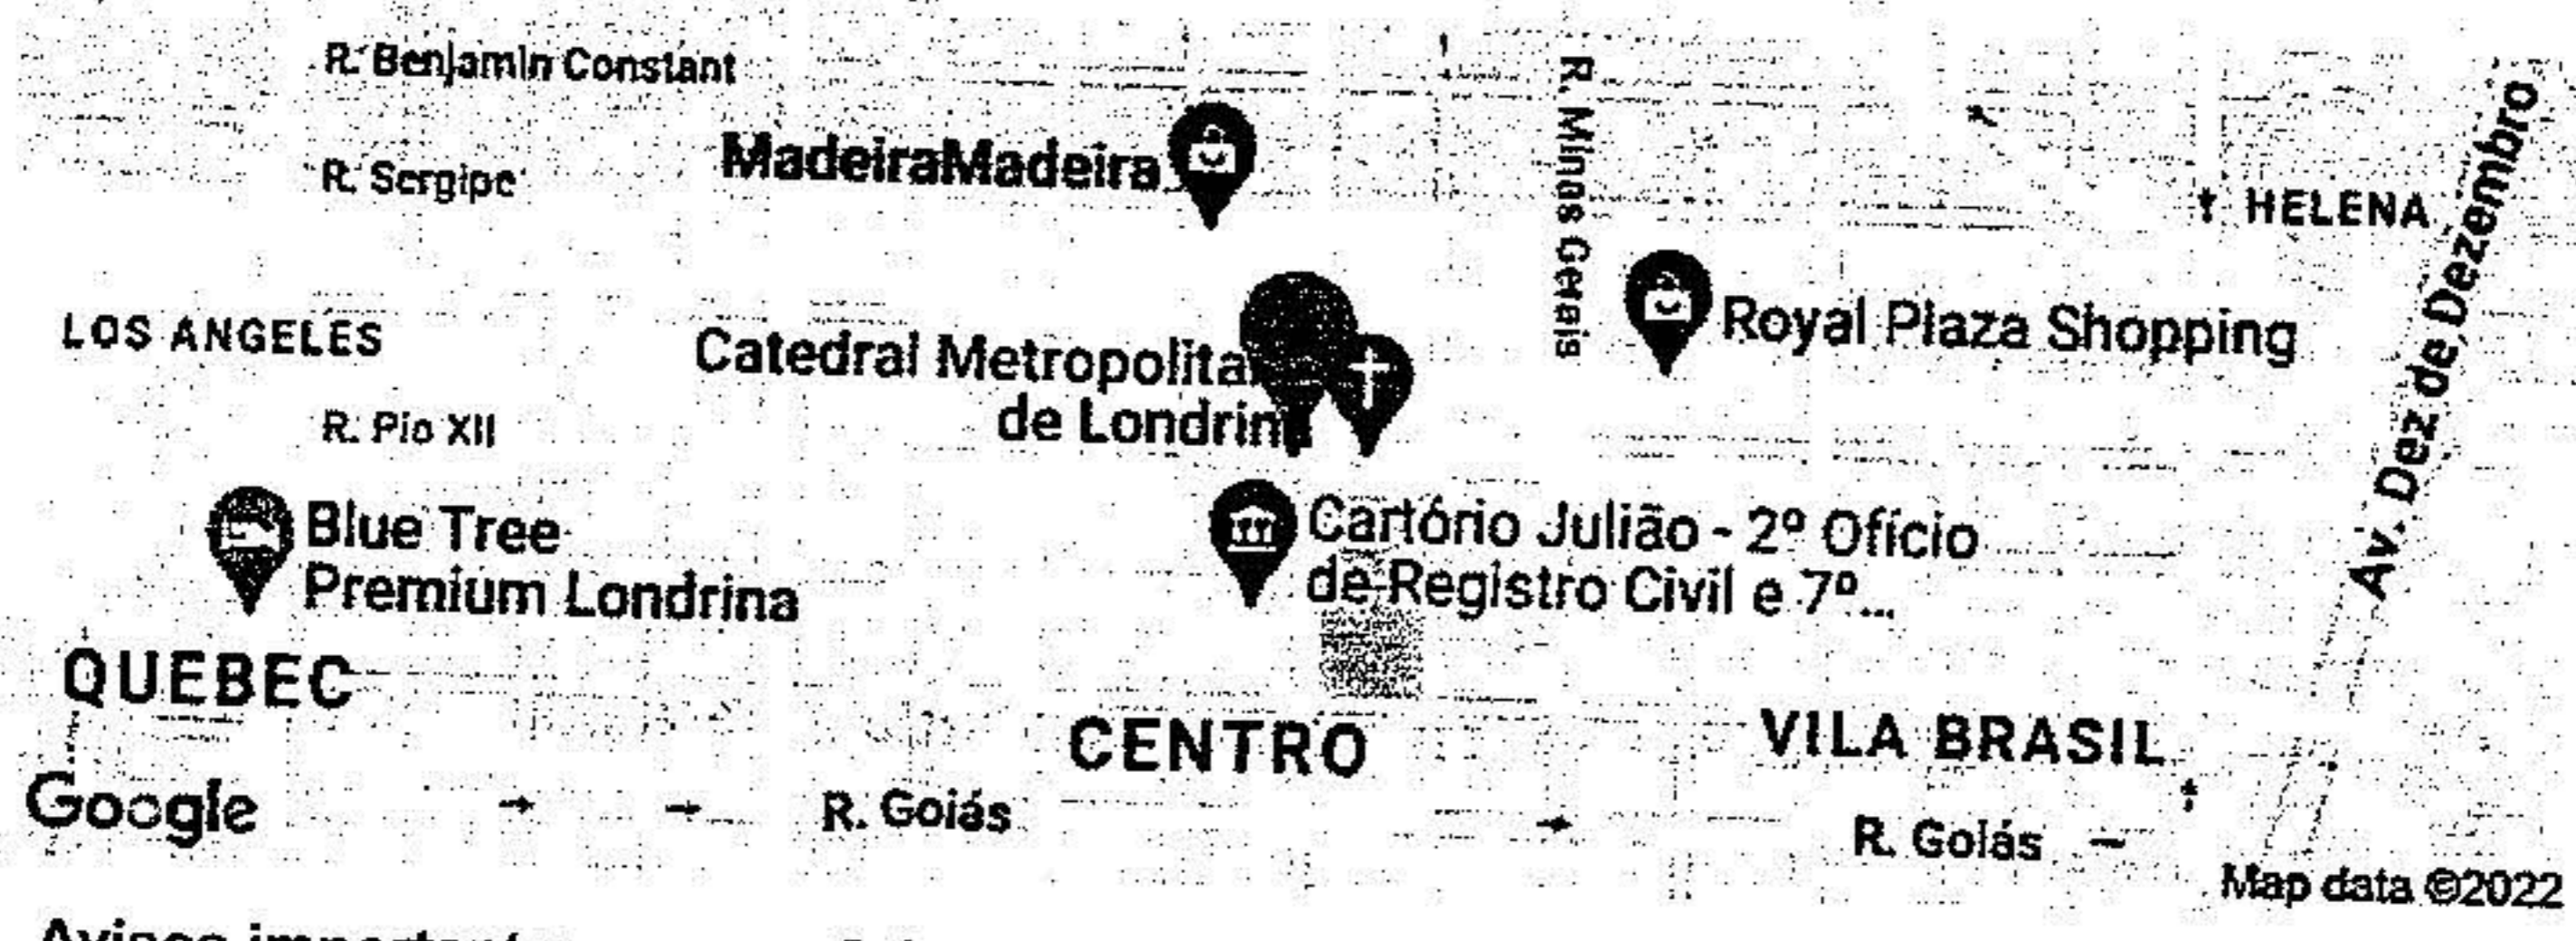 R. Benjamin Constant
R. Minas Gerais
Av. Dez de Dezembro
MadeiraMadeira
R. Sergipe
HELENA
LOS ANGELES
Royal Plaza Shopping
Catedral Metropolita
de Londrina
R. Pio XII
Blue Tree
Premium Londrina
Cartório Julião - 2º Ofício
de Registro Civil e 7º...
QUEBEC
CENTRO
VILA BRASIL
Google
R. Goiás
R. Goiás
Map data ©2022